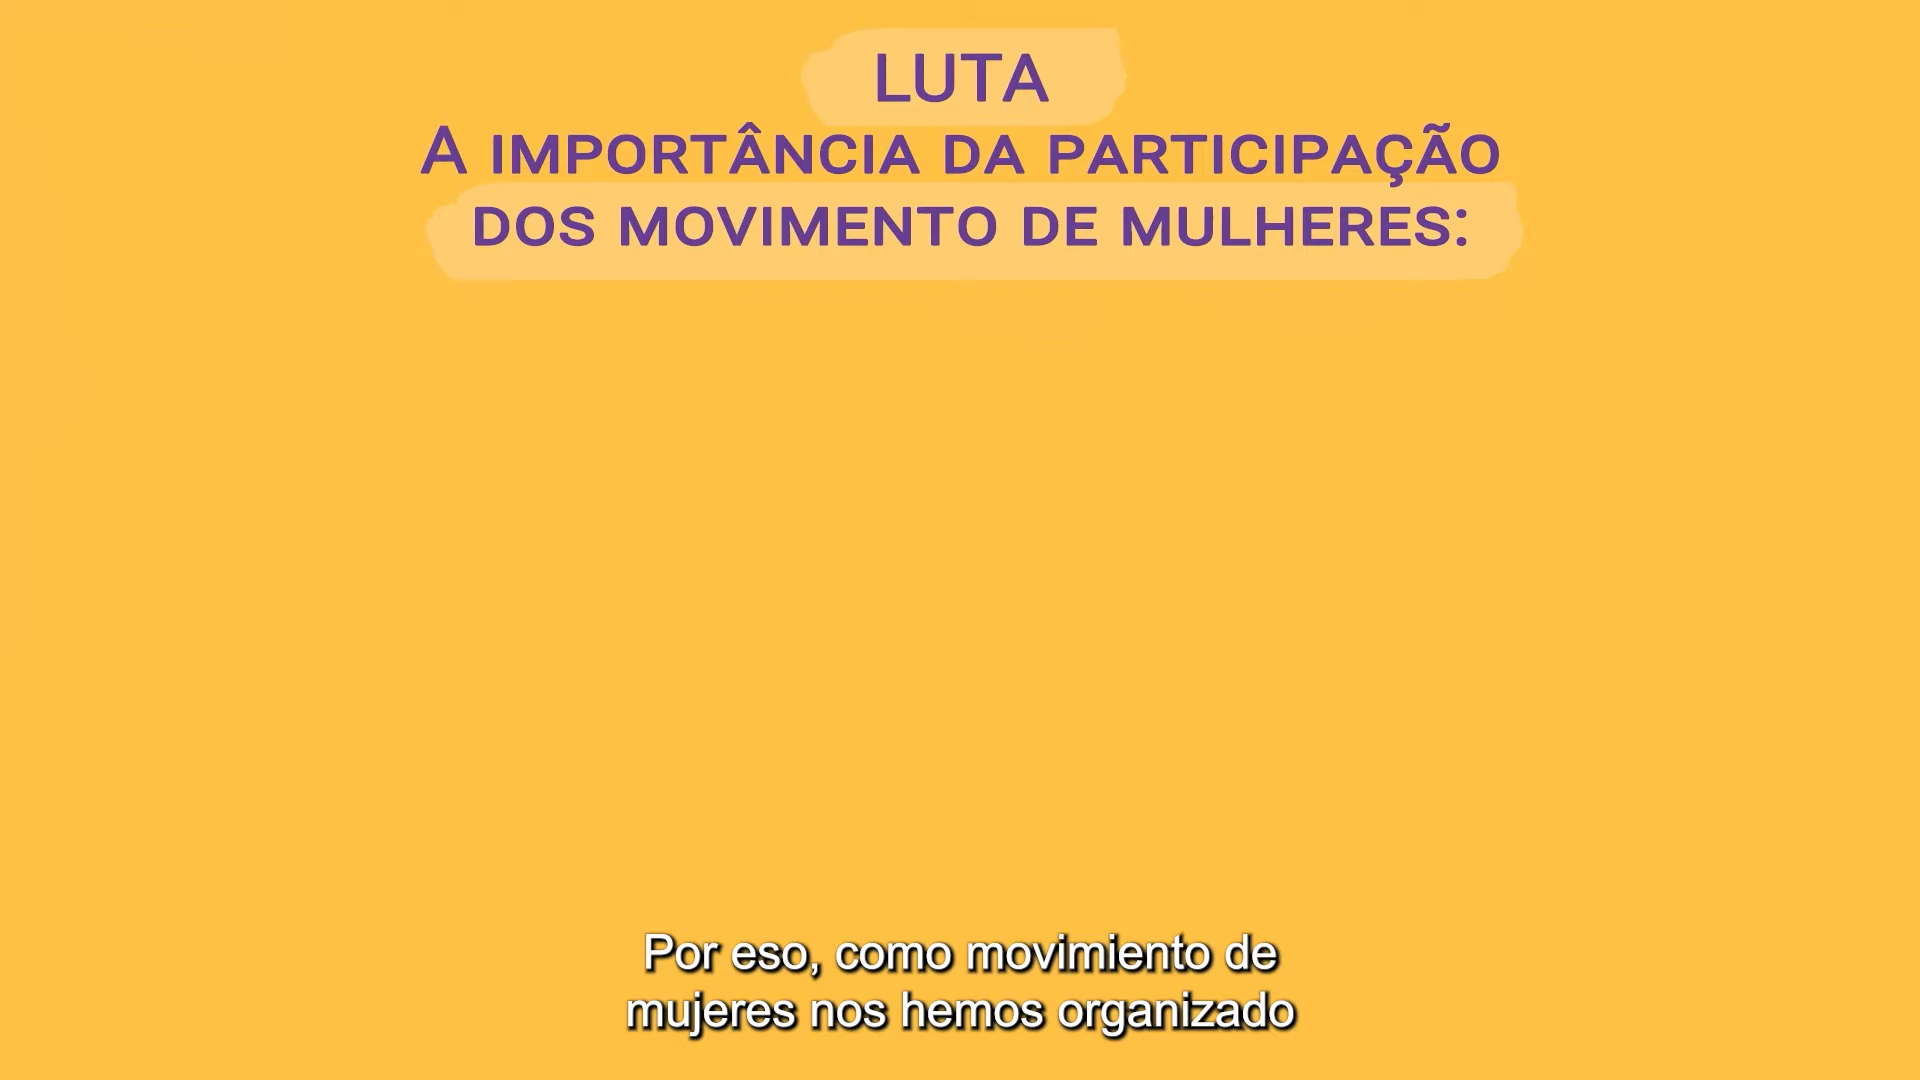 LUTA
A IMPORTÂNCIA DA PARTICIPAÇÃO
DOS MOVIMENTO DE MULHERES:
Por eso, como movimiento de
mujeres nos hemos organizado